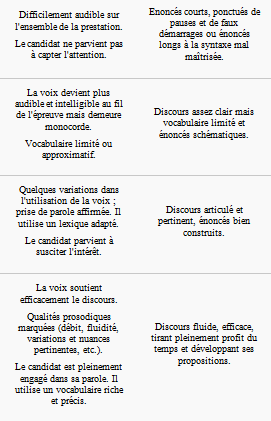 Difficilement audible sur
l'ensemble de la prestation.
Le candidat ne parvient pas
à capter l'attention.
Enoncés courts, ponctués de
pauses et de faux
démarrages ou énoncés
longs à la syntaxe mal
maîtrisée.
La voix devient plus
audible et intelligible au fil
de l'épreuve mais demeure
monocorde.
Vocabulaire limité ou
approximatif.
Discours assez clair mais
vocabulaire limité et
énoncés schématiques.
Quelques variations dans
l'utilisation de la voix ;
prise de parole affirmée. Il
utilise un lexique adapté.
Le candidat parvient à
susciter l'intérêt.
Discours articulé et
pertinent, énoncés bien
construits.
La voix soutient
efficacement le discours.
Qualités prosodiques
marquées (débit, fluidité,
variations et nuances
pertinentes, etc.).
Le candidat est pleinement
engagé dans sa parole. Il
utilise un vocabulaire riche
et précis.
Discours fluide, efficace,
tirant pleinement profit du
temps et développant ses
propositions.